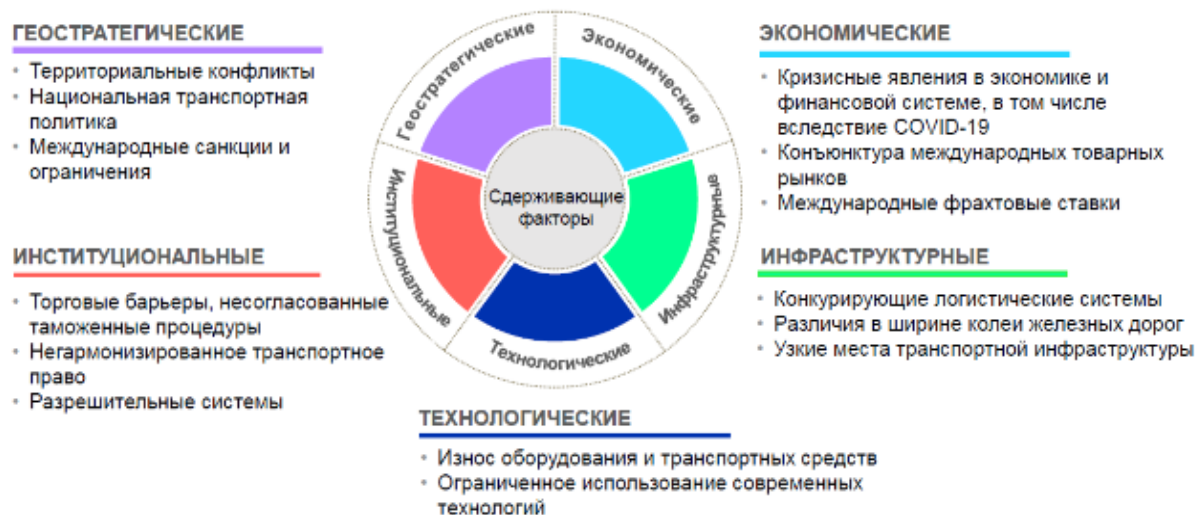 ГЕОСТРАТЕГИЧЕСКИЕ
• Территориальные конфликты
• Национальная транспортная
политика
• Международные санкции и
ограничения
ИНСТИТУЦИОНАЛЬНЫЕ
• Торговые барьеры, несогласованные
таможенные процедуры
• Негармонизированное транспортное
право
• Разрешительные системы
Геостратегические
Экономические
Институциональные
Инфраструктурные
Технологические
Сдерживающие
факторы
ЭКОНОМИЧЕСКИЕ
• Кризисные явления в экономике и
финансовой системе, в том числе
вследствие COVID-19
• Конъюнктура международных товарных
рынков
• Международные фрахтовые ставки
ИНФРАСТРУКТУРНЫЕ
• Конкурирующие логистические системы
• Различия в ширине колеи железных дорог
• Узкие места транспортной инфраструктуры
ТЕХНОЛОГИЧЕСКИЕ
• Износ оборудования и транспортных средств
• Ограниченное использование современных
технологий